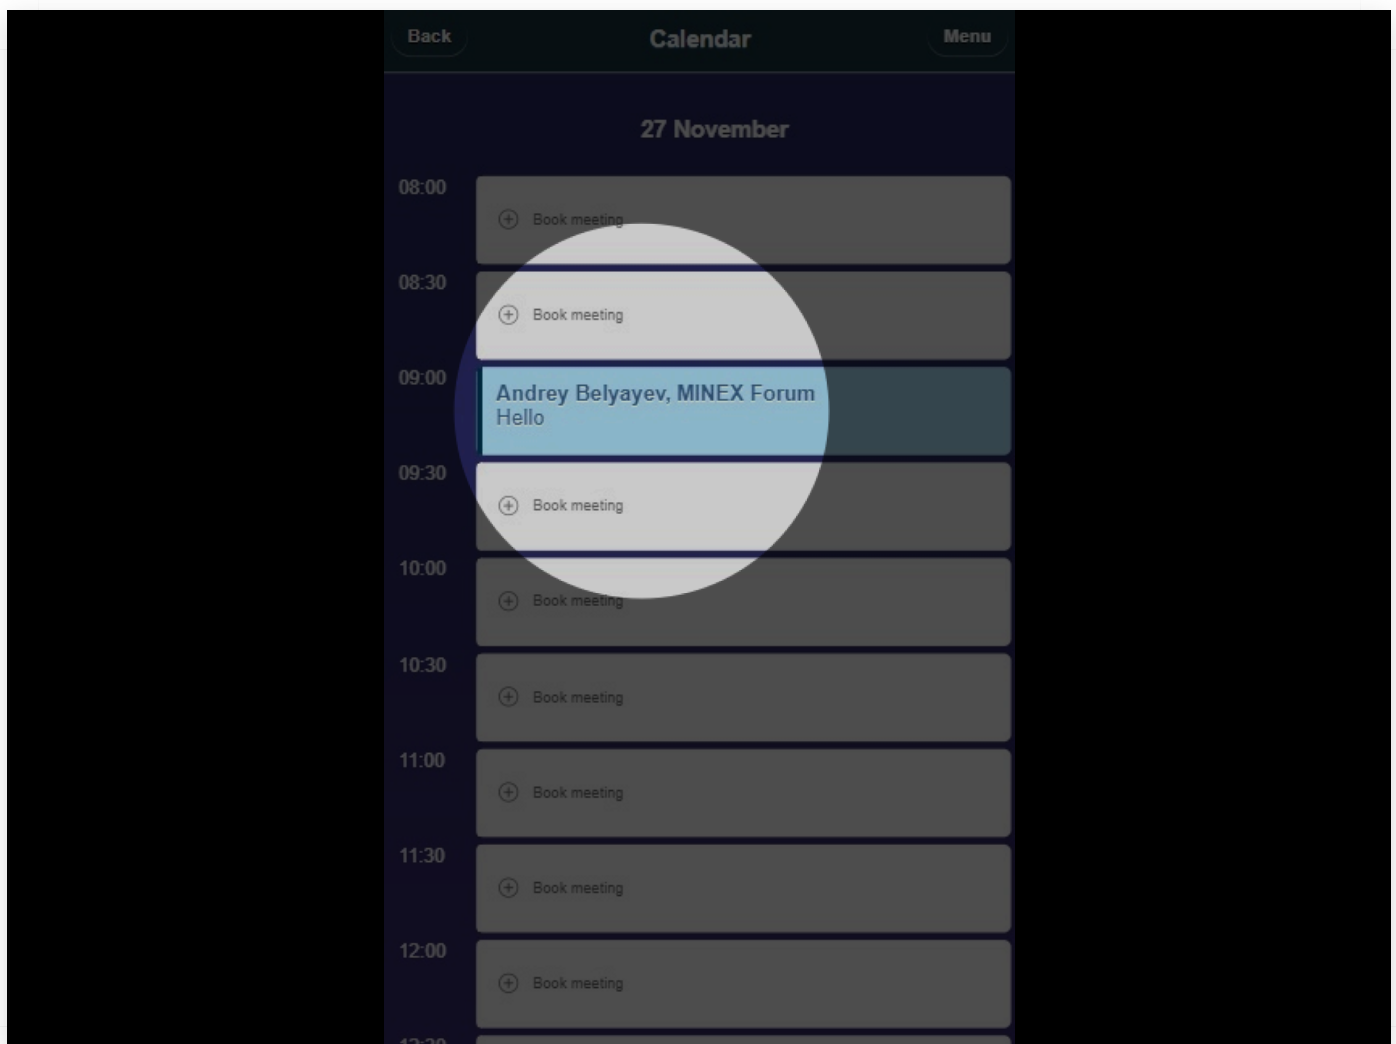 Back
Calendar
Menu
27 November
08:00
Book meeting
08:30
Book meeting
09:00
Andrey Belyayev, MINEX Forum
Hello
09:30
Book meeting
10:00
Book meeting
10:30
Book meeting
11:00
Book meeting
11:30
Book meeting
12:00
Book meeting